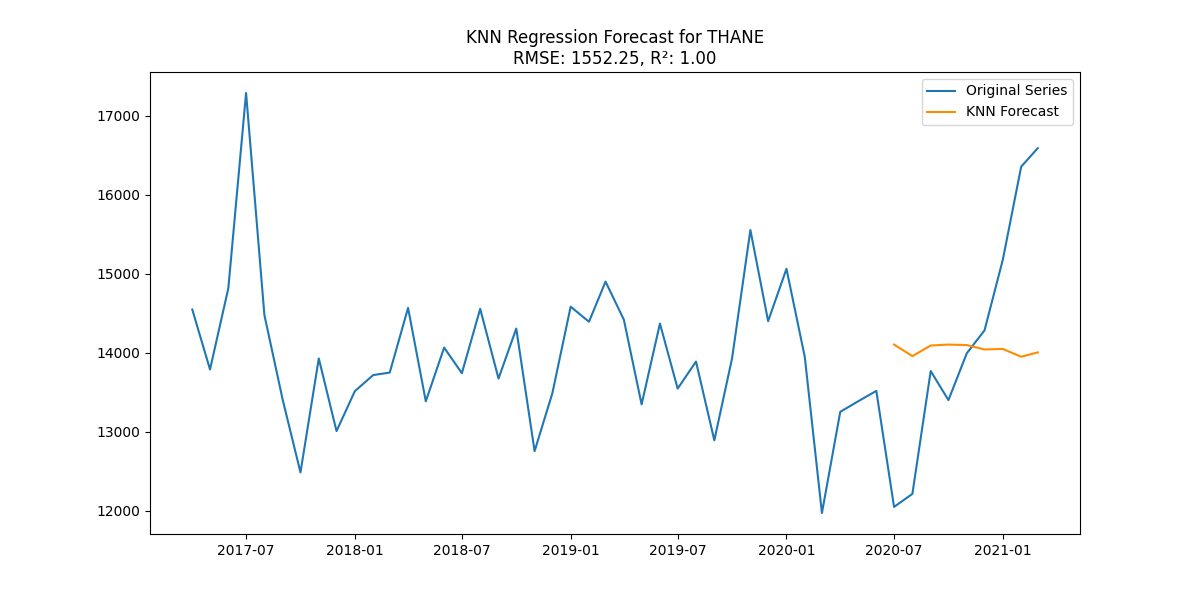 KNN Regression Forecast for THANE
RMSE: 1552.25, R²: 1.00
Original Series
KNN Forecast
17000
16000
15000
14000
13000
12000
2017-07 2018-01 2018-07 2019-01 2019-07 2020-01 2020-07 2021-01